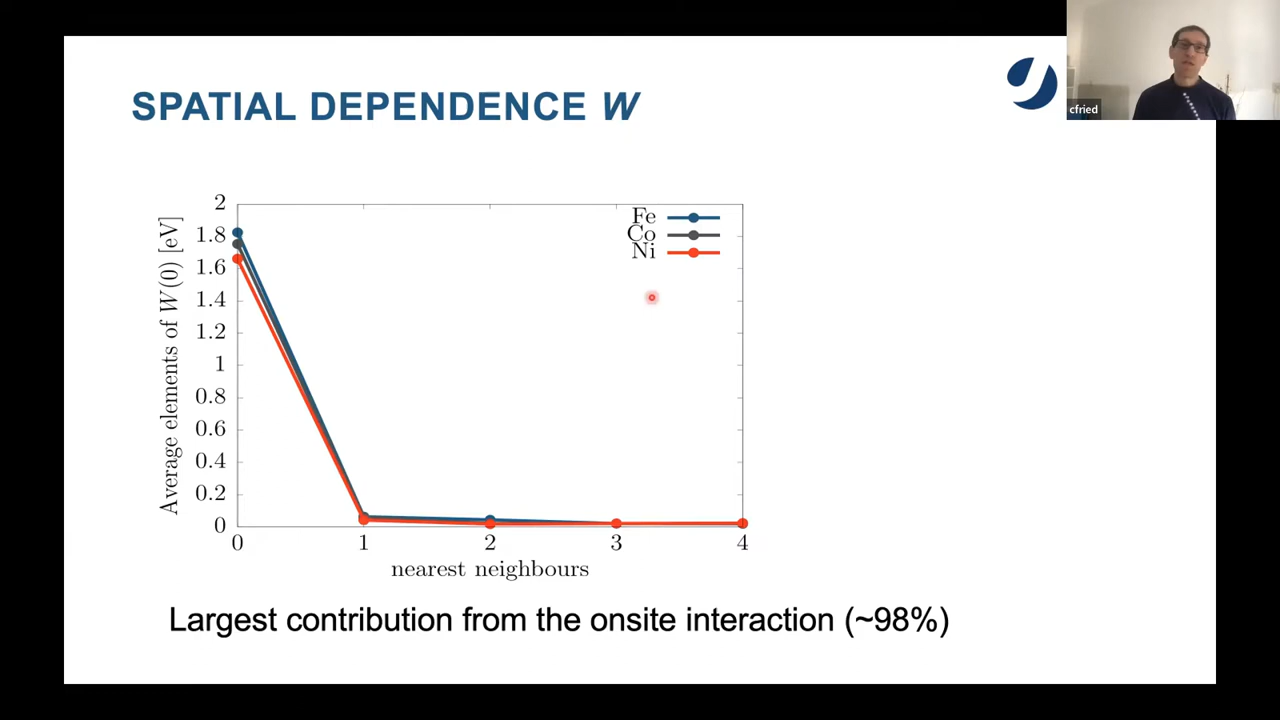 SPATIAL DEPENDENCE W
cfried
Average elements of W(0) [eV]
2
1.8
1.6
1.4
1.2
1
0.8
0.6
0.4
0.2
0
Fe
Co
Ni
0 1 2 3 4
nearest neighbours
Largest contribution from the onsite interaction (~98%)